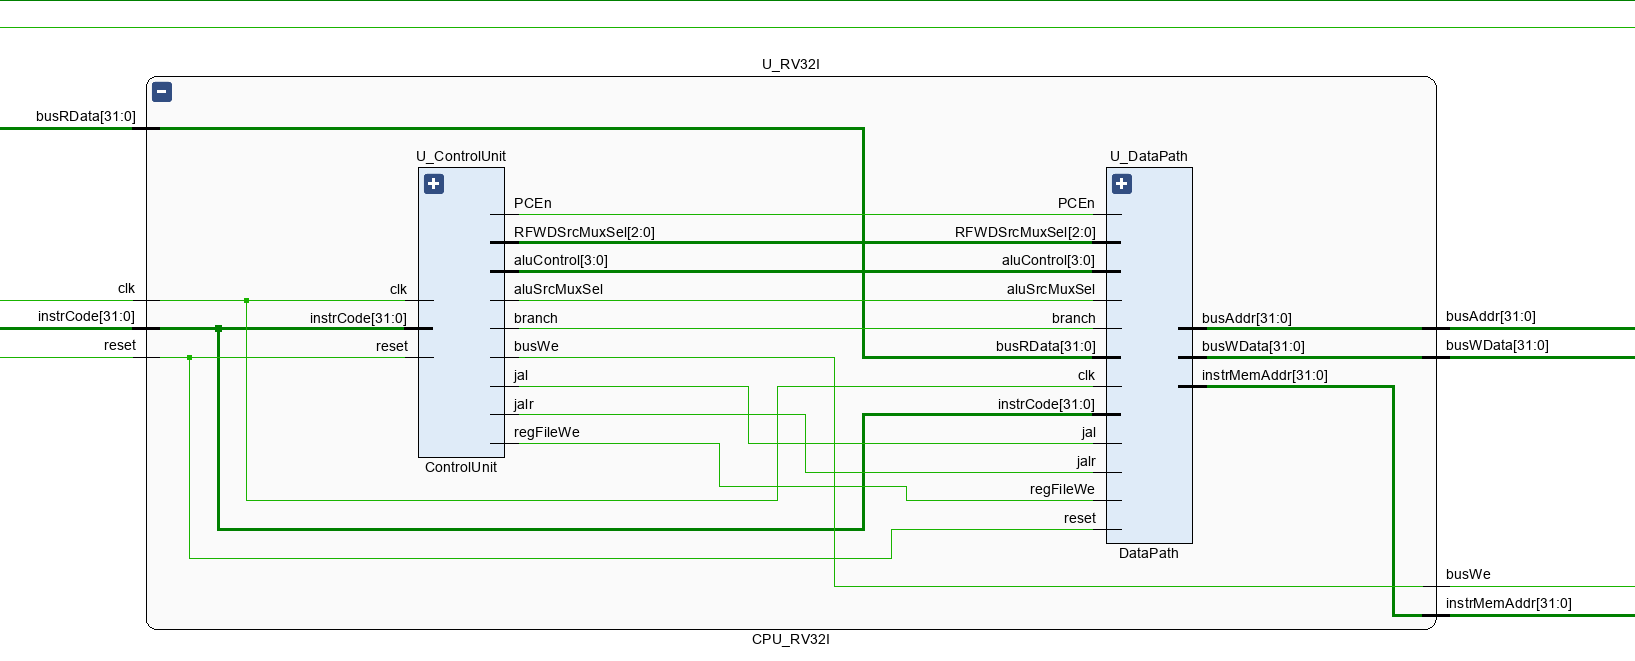 U_RV32I
busRData[31:0]
U_ControlUnit
U_DataPath
PCEn
PCEn
RFWDSrcMuxSel[2:0]
RFWDSrcMuxSel[2:0]
aluControl[3:0]
aluControl[3:0]
clk
clk
aluSrcMuxSel
aluSrcMuxSel
instrCode[31:0]
instrCode[31:0]
branch
branch
busAddr[31:0]
busAddr[31:0]
reset
reset
busWe
busRData[31:0]
busWData[31:0]
busWData[31:0]
jal
clk
instrMemAddr[31:0]
jalr
instrCode[31:0]
regFileWe
jal
ControlUnit
jalr
regFileWe
reset
DataPath
busWe
instrMemAddr[31:0]
CPU_RV32I